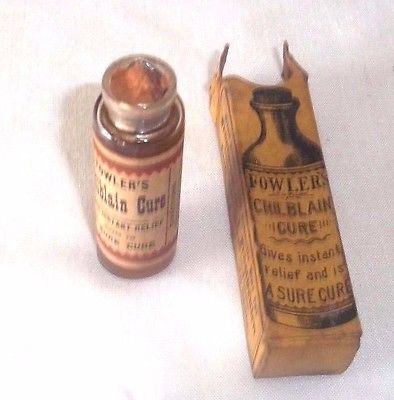 FOWLER'S
Chilblain Cure
INSTANT RELIEF
SURE CURE
FOWLER'S
CHILBLAIN
CURE
Gives instant
relief and is
A SURE CURE